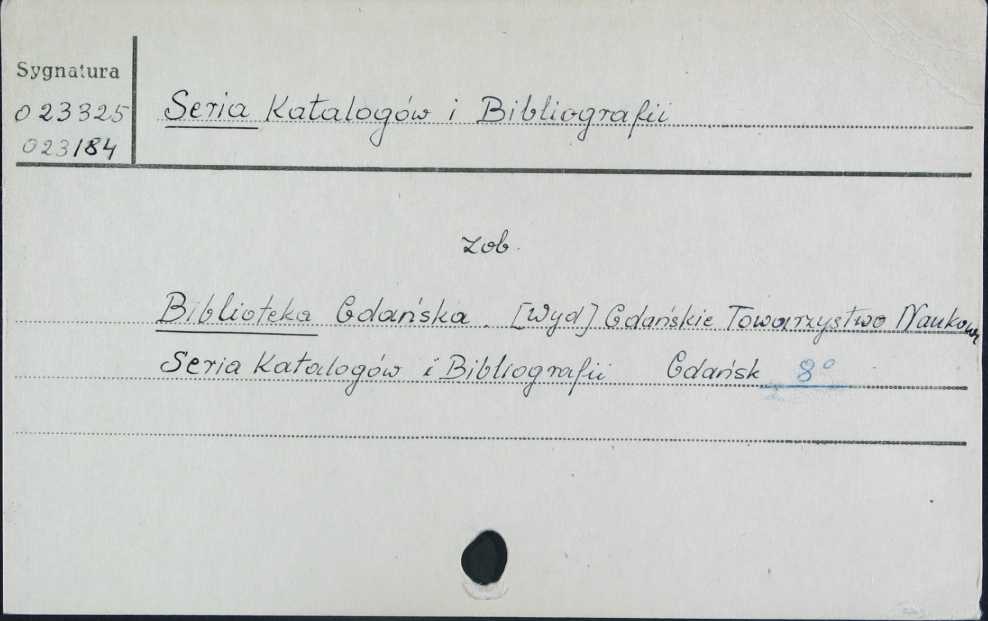 Sygnatura
023325
023184
Seria Katalogów i Bibliografii
zob.
Biblioteka Gdańska. [Wyd] Gdańskie Towarzystwo Naukowe
Seria Katalogów i Bibliografii Gdańsk 8°